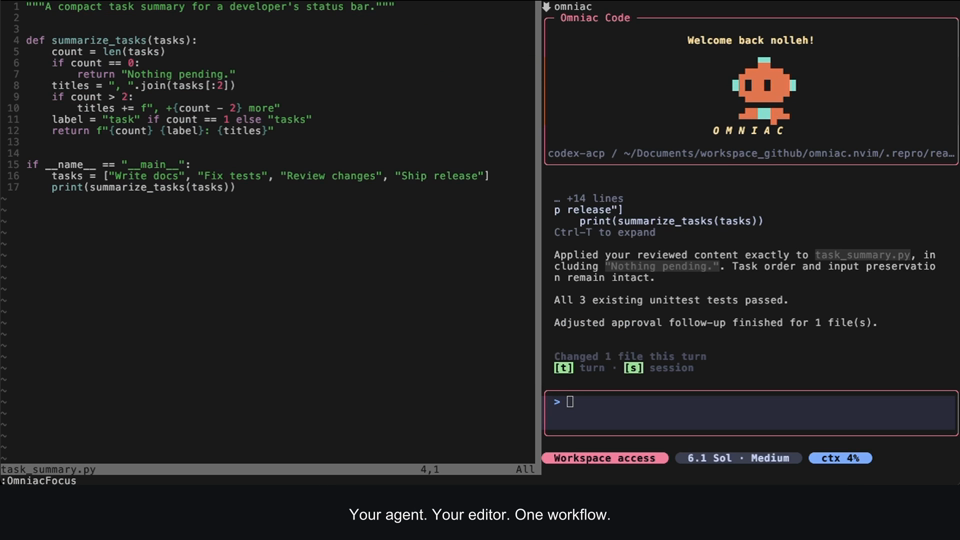 1 """A compact task summary for a developer's status bar."""
2
3
4 def summarize_tasks(tasks):
5     count = len(tasks)
6     if count == 0:
7         return "Nothing pending."
8     titles = ", ".join(tasks[:2])
9     if count > 2:
10         titles += f", +{count - 2} more"
11     label = "task" if count == 1 else "tasks"
12     return f"{count} {label}: {titles}"
13
14
15 if __name__ == "__main__":
16     tasks = ["Write docs", "Fix tests", "Review changes", "Ship release"]
17     print(summarize_tasks(tasks))
task_summary.py 4,1 All
:OmniacFocus
omniac
Omniac Code
Welcome back nolleh!
OMNIAC
codex-acp / ~/Documents/workspace_github/omniac.nvim/.repro/rea…
… +14 lines
p release"]
    print(summarize_tasks(tasks))
Ctrl-T to expand
Applied your reviewed content exactly to task_summary.py, in
cluding "Nothing pending.". Task order and input preservatio
n remain intact.
All 3 existing unittest tests passed.
Adjusted approval follow-up finished for 1 file(s).
Changed 1 file this turn
[t] turn · [s] session
>
Workspace access 6.1 Sol · Medium ctx 4%
Your agent. Your editor. One workflow.